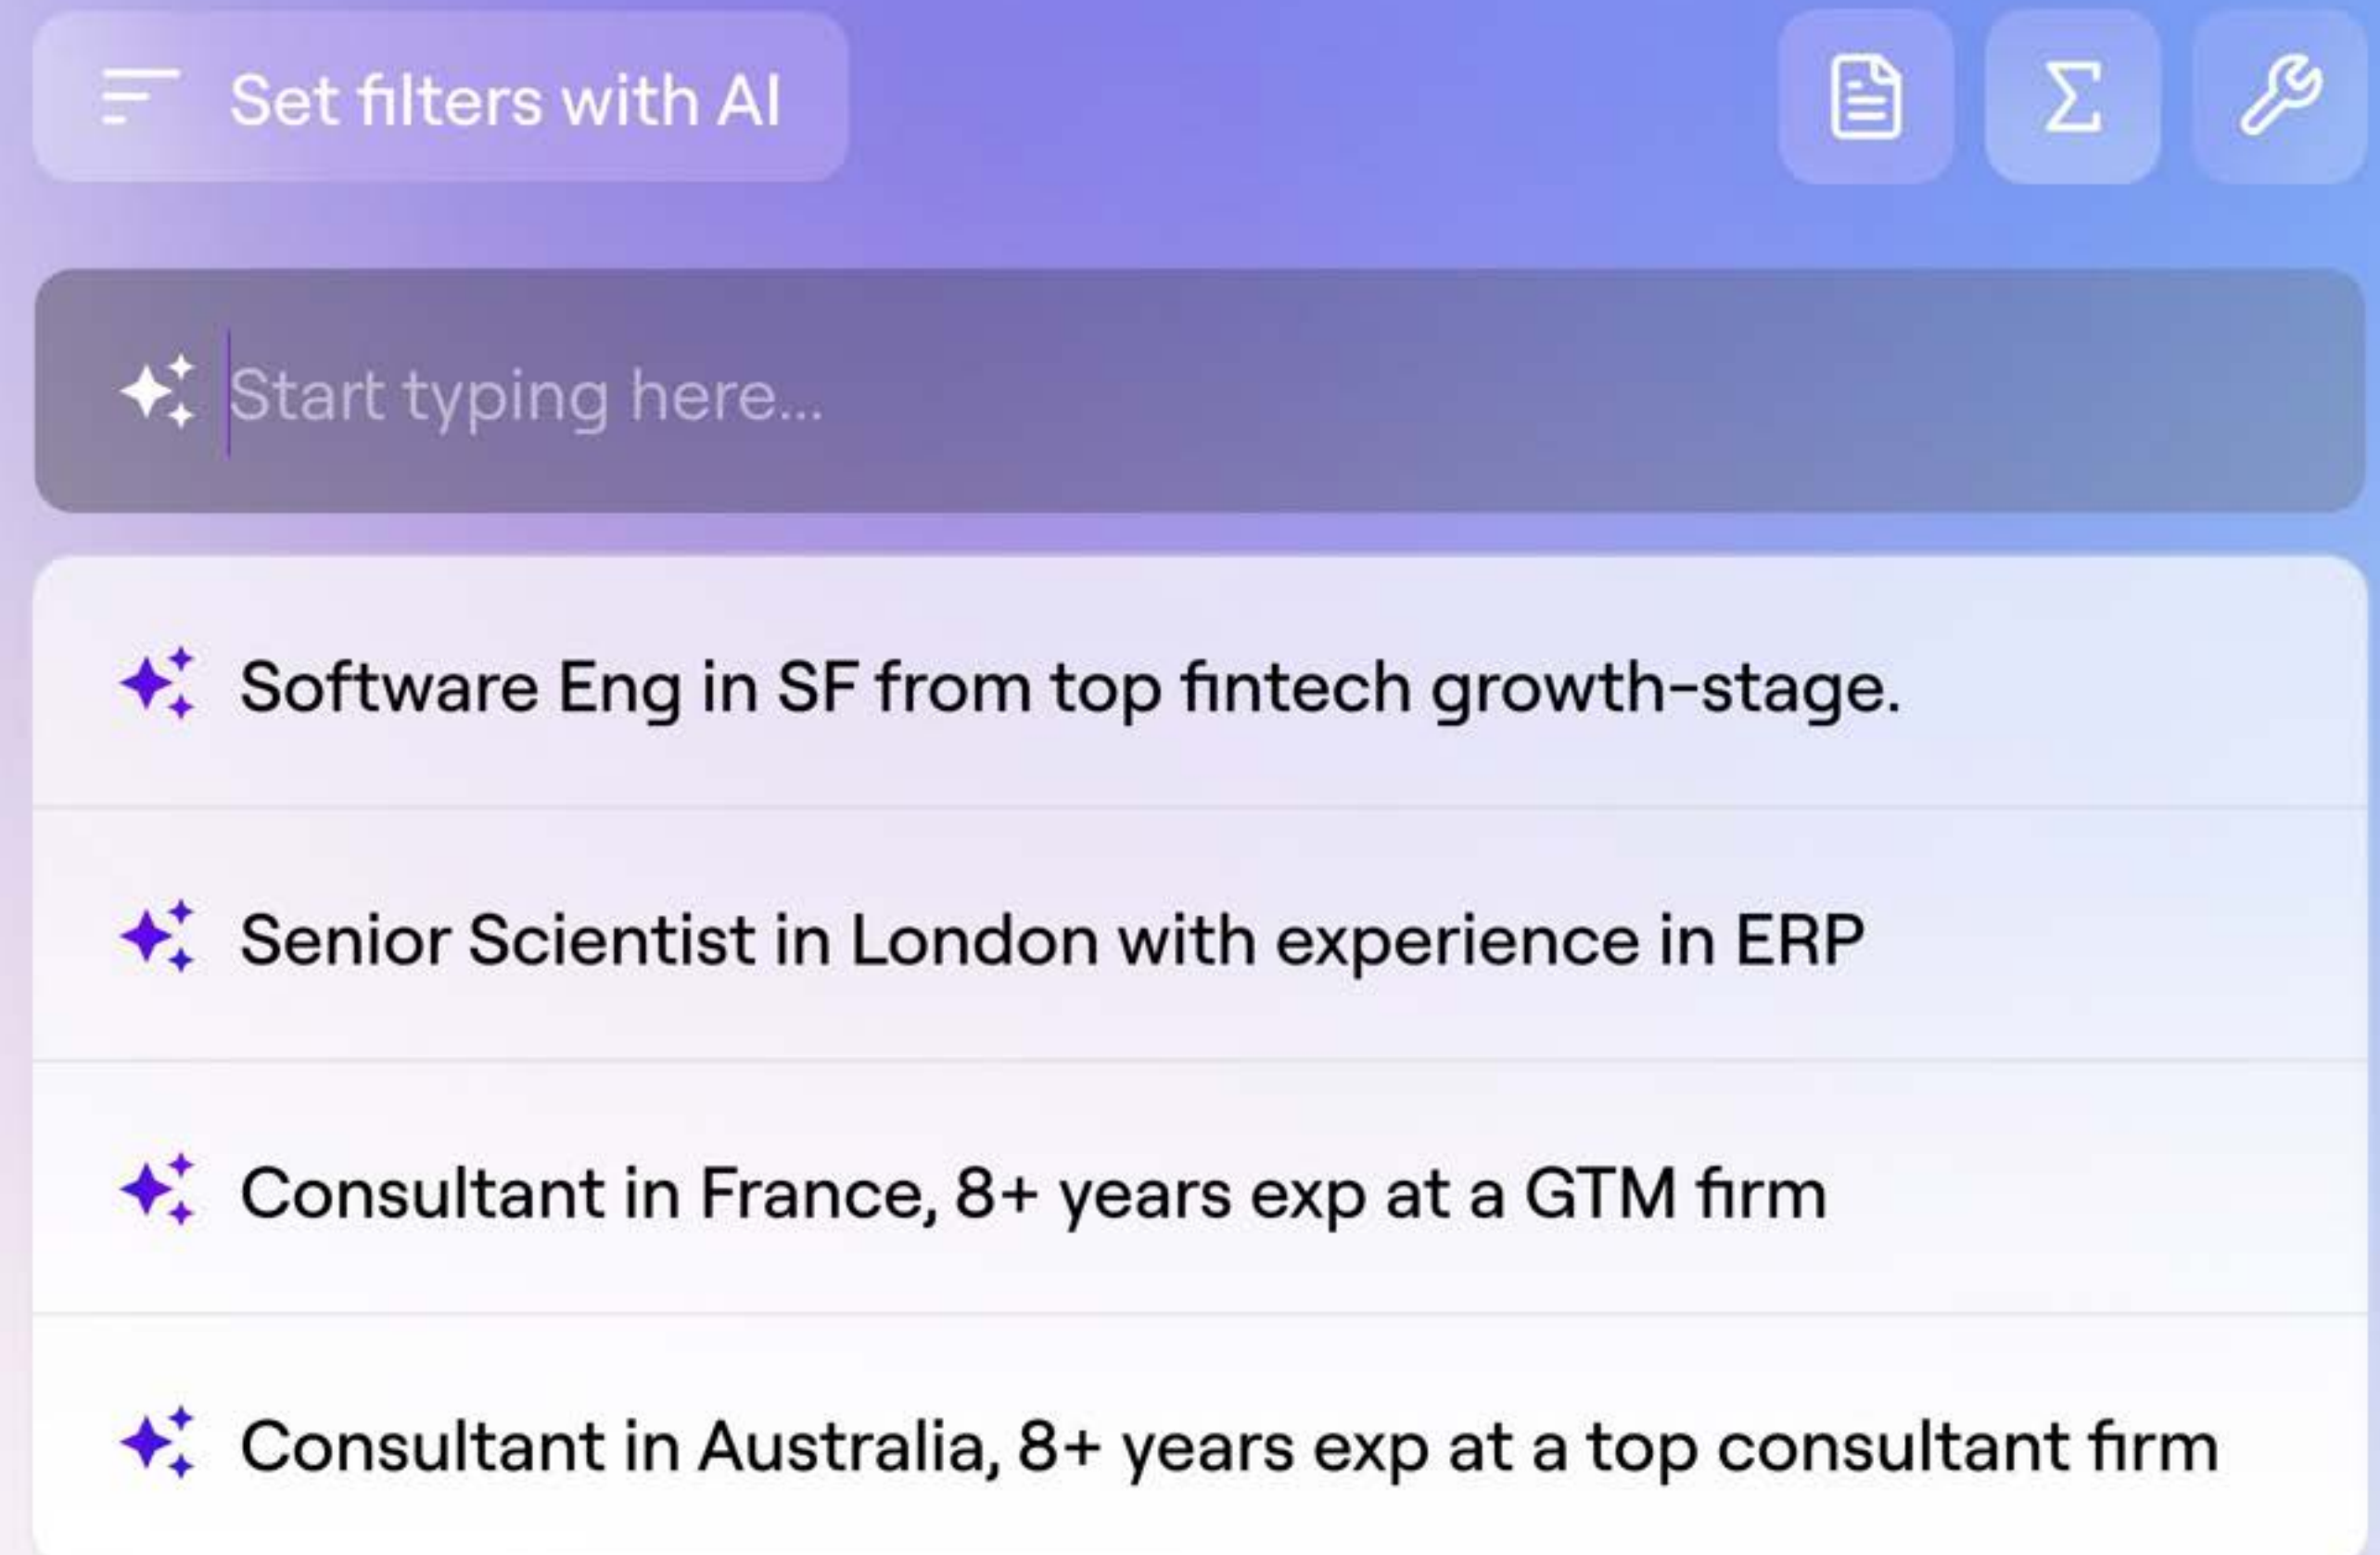 Set filters with AI
Σ
Start typing here...
Software Eng in SF from top fintech growth-stage.
Senior Scientist in London with experience in ERP
Consultant in France, 8+ years exp at a GTM firm
Consultant in Australia, 8+ years exp at a top consultant firm